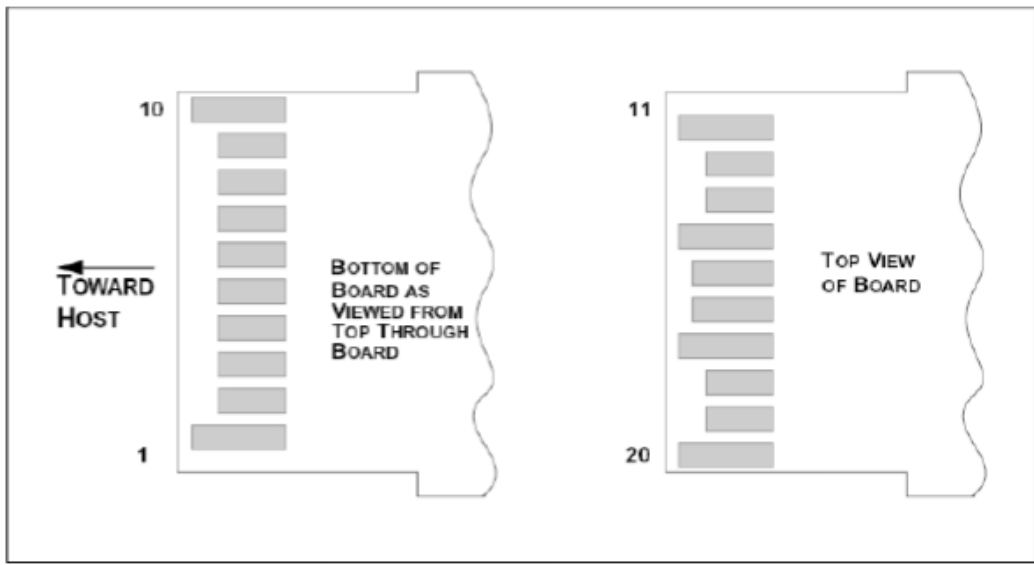 10
TOWARD
HOST
1
BOTTOM OF
BOARD AS
VIEWED FROM
TOP THROUGH
BOARD
11
TOP VIEW
OF BOARD
20